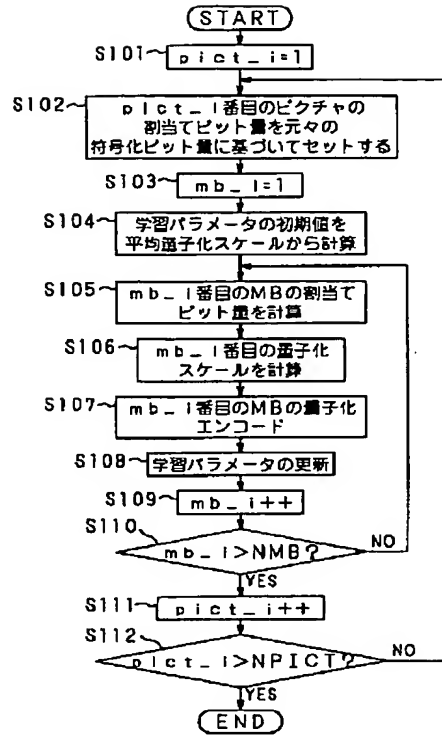 START
S101
pict_i=1
S102
pict_i番目のピクチャの
割当てビット量を元々の
符号化ビット量に基づいてセットする
S103
mb_i=1
S104
学習パラメータの初期値を
平均量子化スケールから計算
S105
mb_i番目のMBの割当て
ビット量を計算
S106
mb_i番目の量子化
スケールを計算
S107
mb_i番目のMBの量子化
エンコード
S108
学習パラメータの更新
S109
mb_i++
S110
mb_i>NMB?
NO
YES
S111
pict_i++
S112
pict_i>NPICT?
NO
YES
END